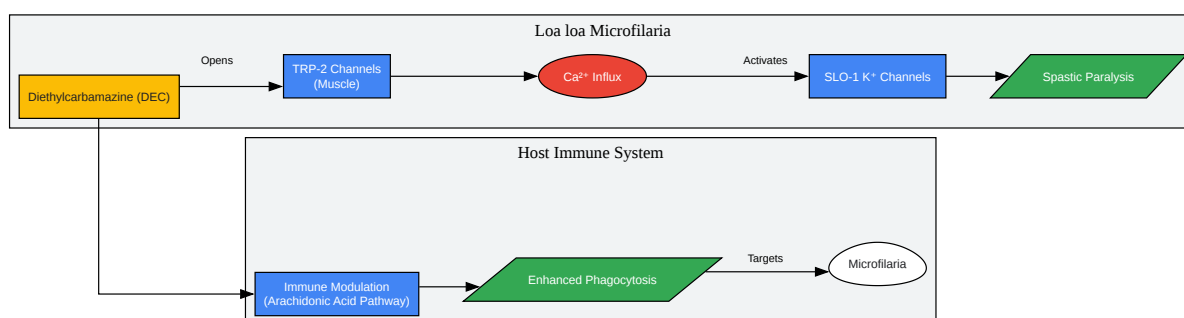 Loa loa Microfilaria
Opens
Activates
TRP-2 Channels
(Muscle)
Ca²⁺ Influx
SLO-1 K⁺ Channels
Spastic Paralysis
Diethylcarbamazine (DEC)
Host Immune System
Immune Modulation
(Arachidonic Acid Pathway)
Enhanced Phagocytosis
Targets
Microfilaria